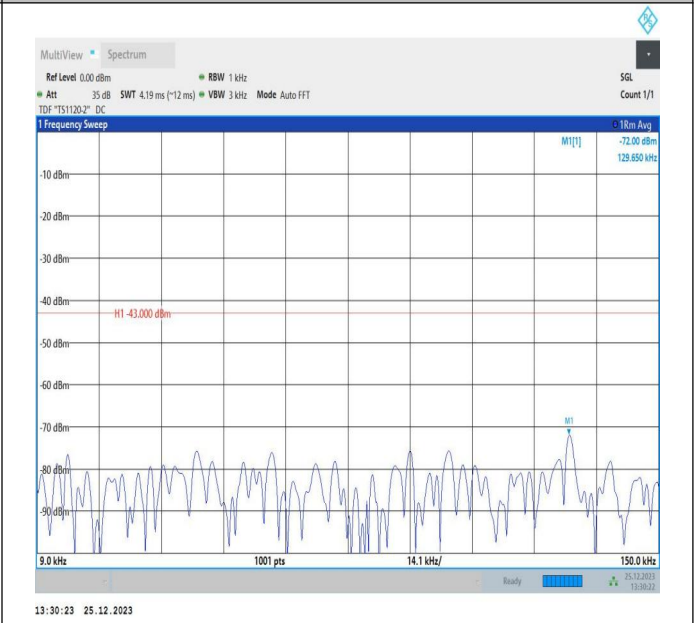 R S
MultiView Spectrum
Ref Level 0.00 dBm RBW 1 kHz SGL
Att 35 dB SWT 4.19 ms (~12 ms) VBW 3 kHz Mode Auto FFT Count 1/1
TDF "TS1120-2" DC
1 Frequency Sweep 1Rm Avg
M1[1] -72.00 dBm
129.650 kHz
-10 dBm
-20 dBm
-30 dBm
-40 dBm
H1 -43.000 dBm
-50 dBm
-60 dBm
-70 dBm
M1
-80 dBm
-90 dBm
9.0 kHz 1001 pts 14.1 kHz/ 150.0 kHz
Ready 25.12.2023
13:30:22
13:30:23 25.12.2023